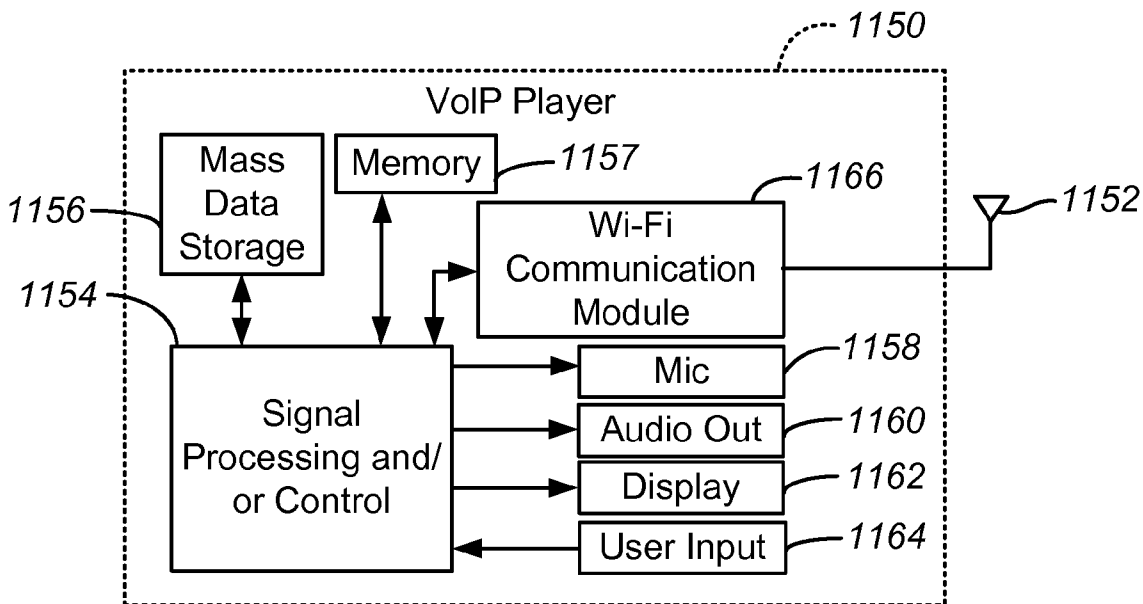 1150
VoIP Player
Mass
Data
Storage
Memory
1157
1166
1156
Wi-Fi
Communication
Module
1152
1154
Signal
Processing and/
or Control
Mic
1158
Audio Out
1160
Display
1162
User Input
1164